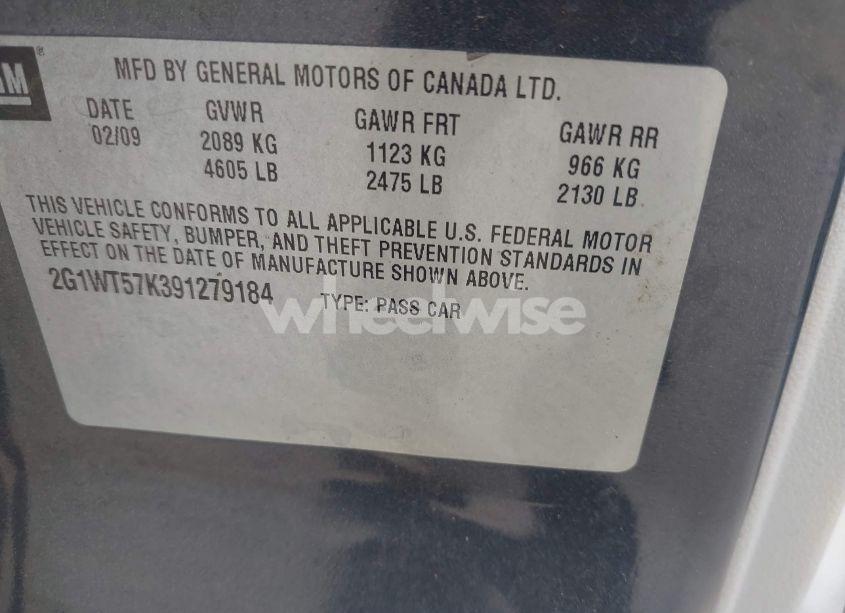 GM ®
MFD BY GENERAL MOTORS OF CANADA LTD.
DATE GVWR GAWR FRT GAWR RR
02/09 2089 KG 1123 KG 966 KG
4605 LB 2475 LB 2130 LB
THIS VEHICLE CONFORMS TO ALL APPLICABLE U.S. FEDERAL MOTOR
VEHICLE SAFETY, BUMPER, AND THEFT PREVENTION STANDARDS IN
EFFECT ON THE DATE OF MANUFACTURE SHOWN ABOVE.
2G1WT57K391279184 TYPE: PASS CAR
wheelwise